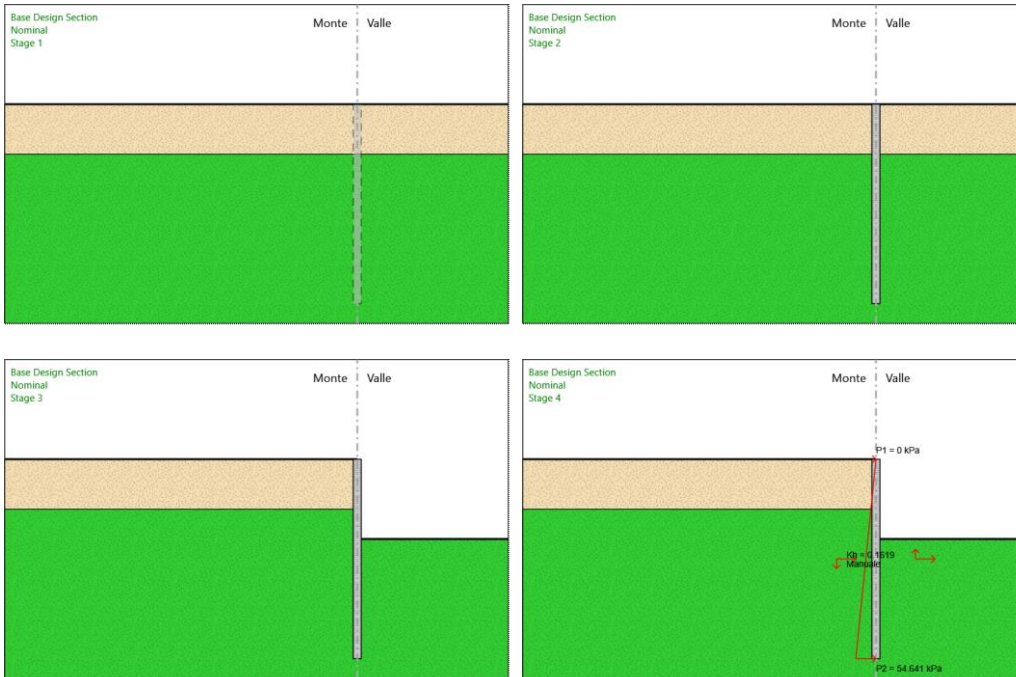 Base Design Section
Nominal
Stage 1
Monte Valle
Base Design Section
Nominal
Stage 2
Monte Valle
Base Design Section
Nominal
Stage 3
Monte Valle
Base Design Section
Nominal
Stage 4
Monte Valle
P1 = 0 kPa
Kh = 0.1619
Manuale
P2 = 54.641 kPa